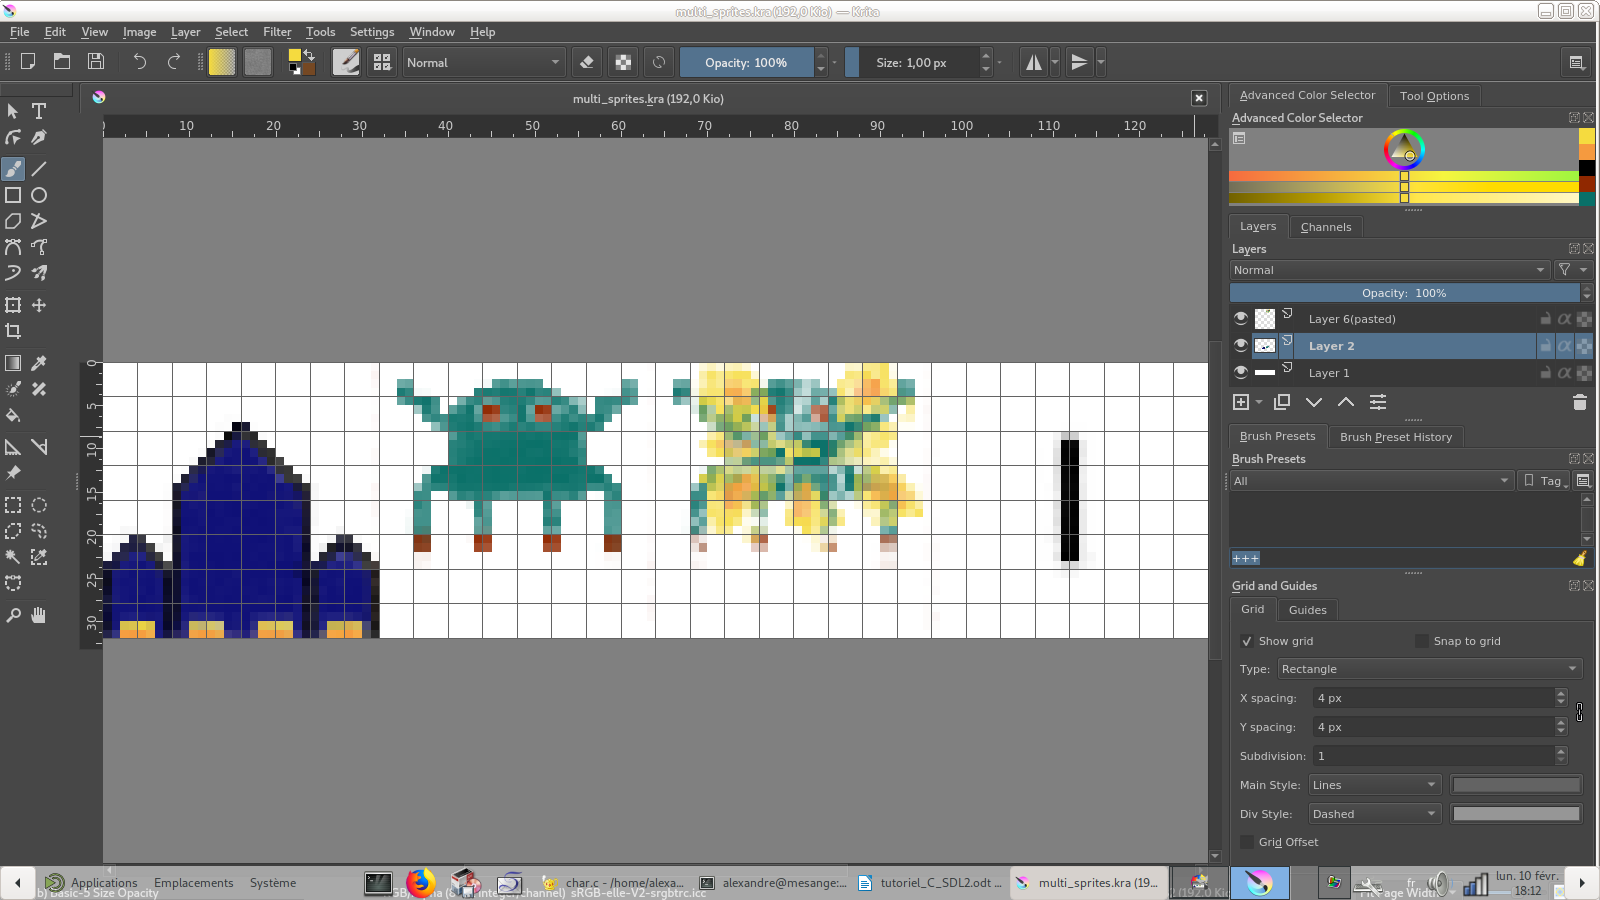 multi_sprites.kra (192,0 Kio) — Krita
File Edit View Image Layer Select Filter Tools Settings Window Help
Normal Opacity: 100% Size: 1,00 px
multi_sprites.kra (192,0 Kio)
0 10 20 30 40 50 60 70 80 90 100 110 120
0
5
10
15
20
25
30
Advanced Color Selector Tool Options
Advanced Color Selector
Layers Channels
Layers
Normal
Opacity: 100%
Layer 6(pasted)
Layer 2
Layer 1
Brush Presets Brush Preset History
Brush Presets
All Tag
+++
Grid and Guides
Grid Guides
Show grid Snap to grid
Type: Rectangle
X spacing: 4 px
Y spacing: 4 px
Subdivision: 1
Main Style: Lines
Div Style: Dashed
Grid Offset
Applications Emplacements Système char.c - /home/alexa... alexandre@mesange:... tutoriel_C_SDL2.odt ... multi_sprites.kra (19... fr lun. 10 févr.
18:12
b) Basic-5 Size Opacity sRGB-elle-V2-srgbtrc.icc